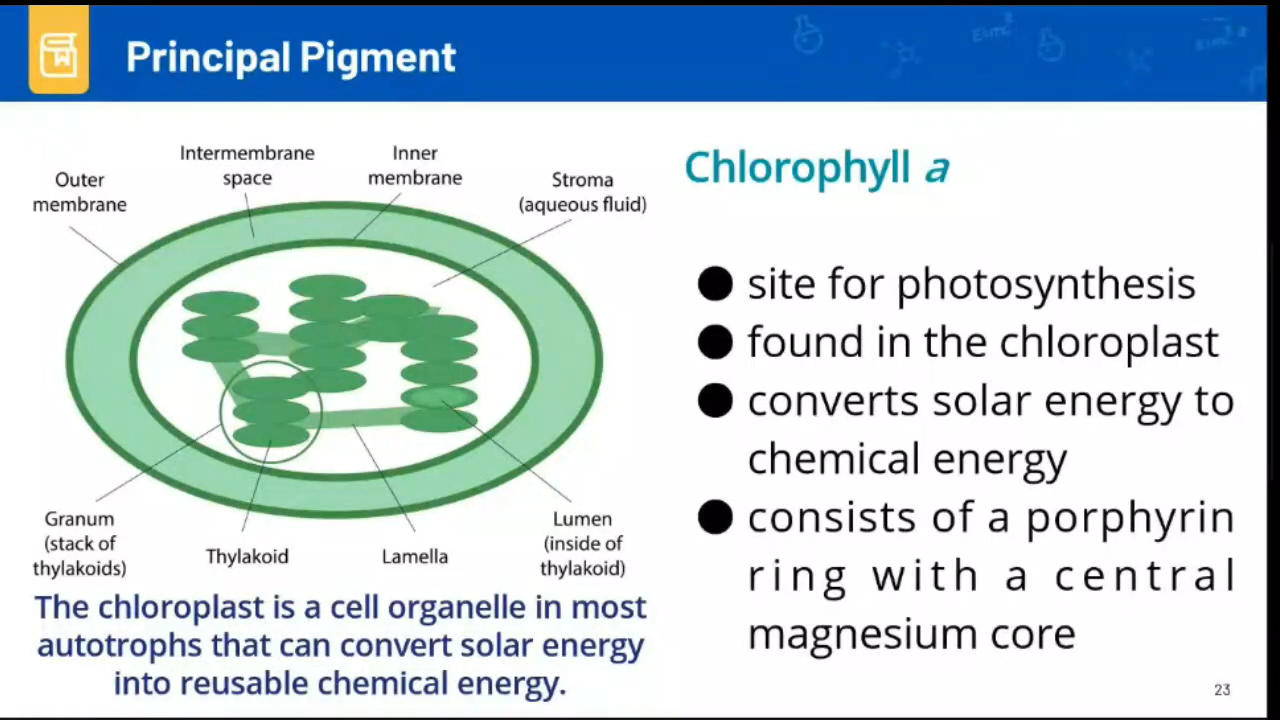 Principal Pigment
Intermembrane
space
Inner
membrane
Outer
membrane
Stroma
(aqueous fluid)
Granum
(stack of
thylakoids)
Thylakoid
Lamella
Lumen
(inside of
thylakoid)
The chloroplast is a cell organelle in most
autotrophs that can convert solar energy
into reusable chemical energy.
Chlorophyll a
● site for photosynthesis
● found in the chloroplast
● converts solar energy to
chemical energy
● consists of a porphyrin
ring with a central
magnesium core
23